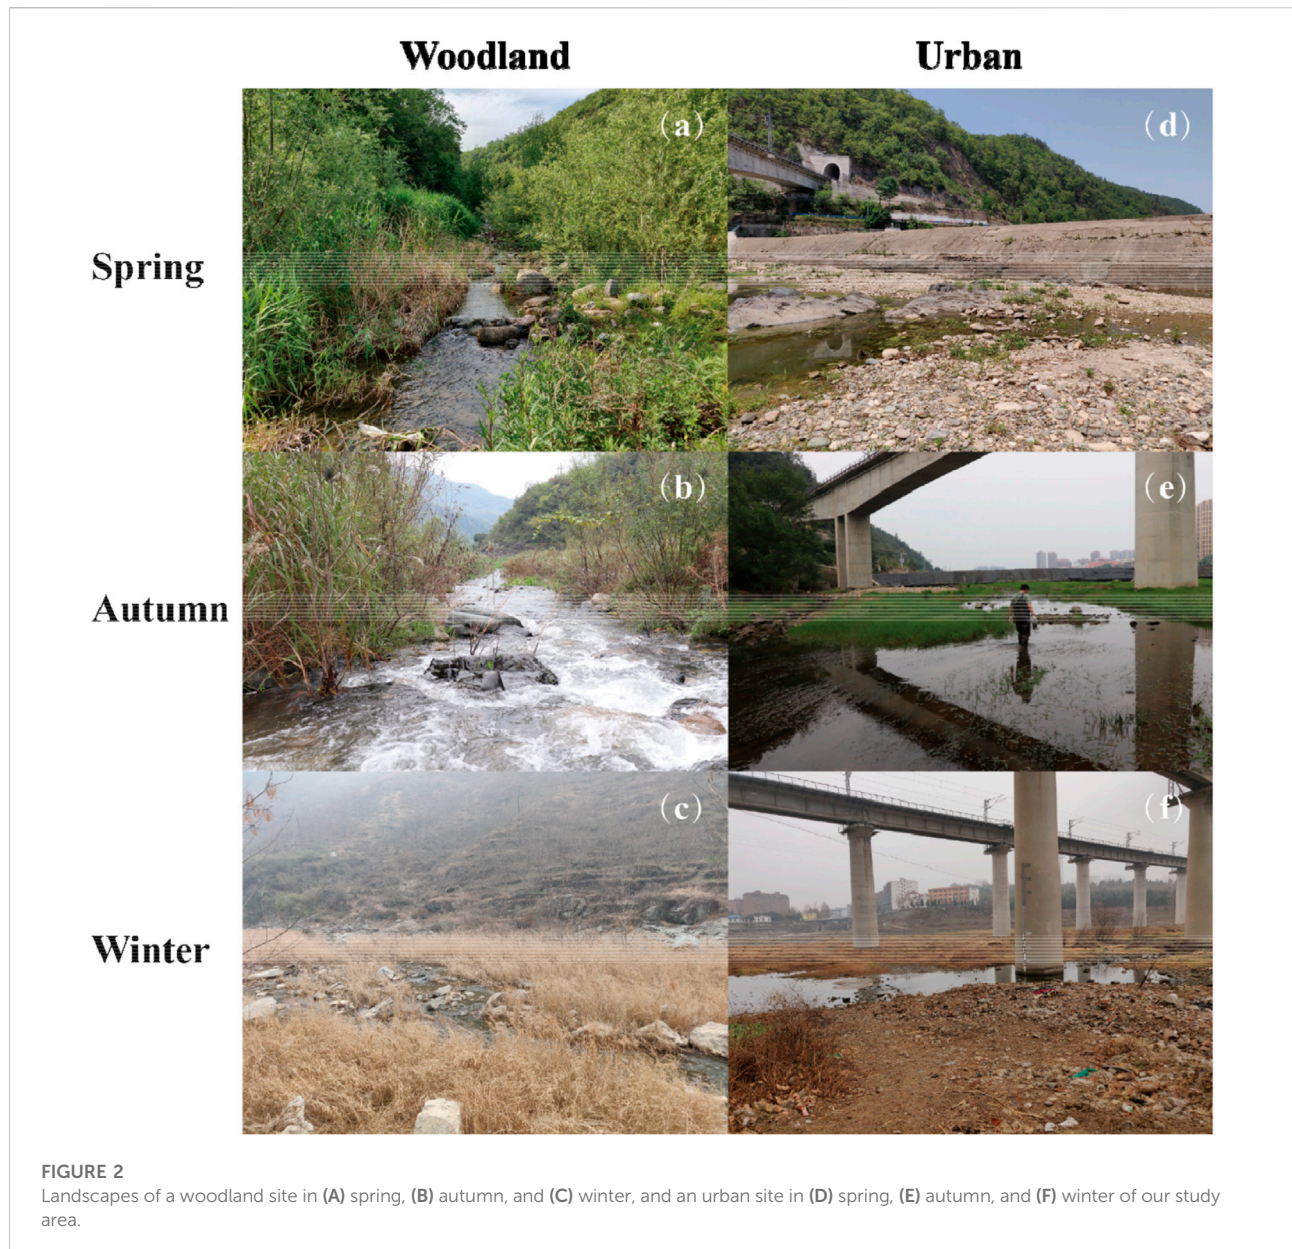 Woodland Urban
(a) (d)
Spring
(b) (e)
Autumn
(c) (f)
Winter
FIGURE 2
Landscapes of a woodland site in (A) spring, (B) autumn, and (C) winter, and an urban site in (D) spring, (E) autumn, and (F) winter of our study
area.